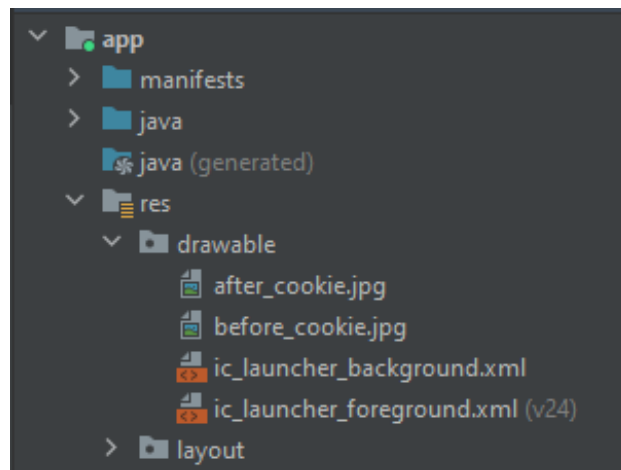 app
manifests
java
java (generated)
res
drawable
after_cookie.jpg
before_cookie.jpg
ic_launcher_background.xml
ic_launcher_foreground.xml (v24)
layout